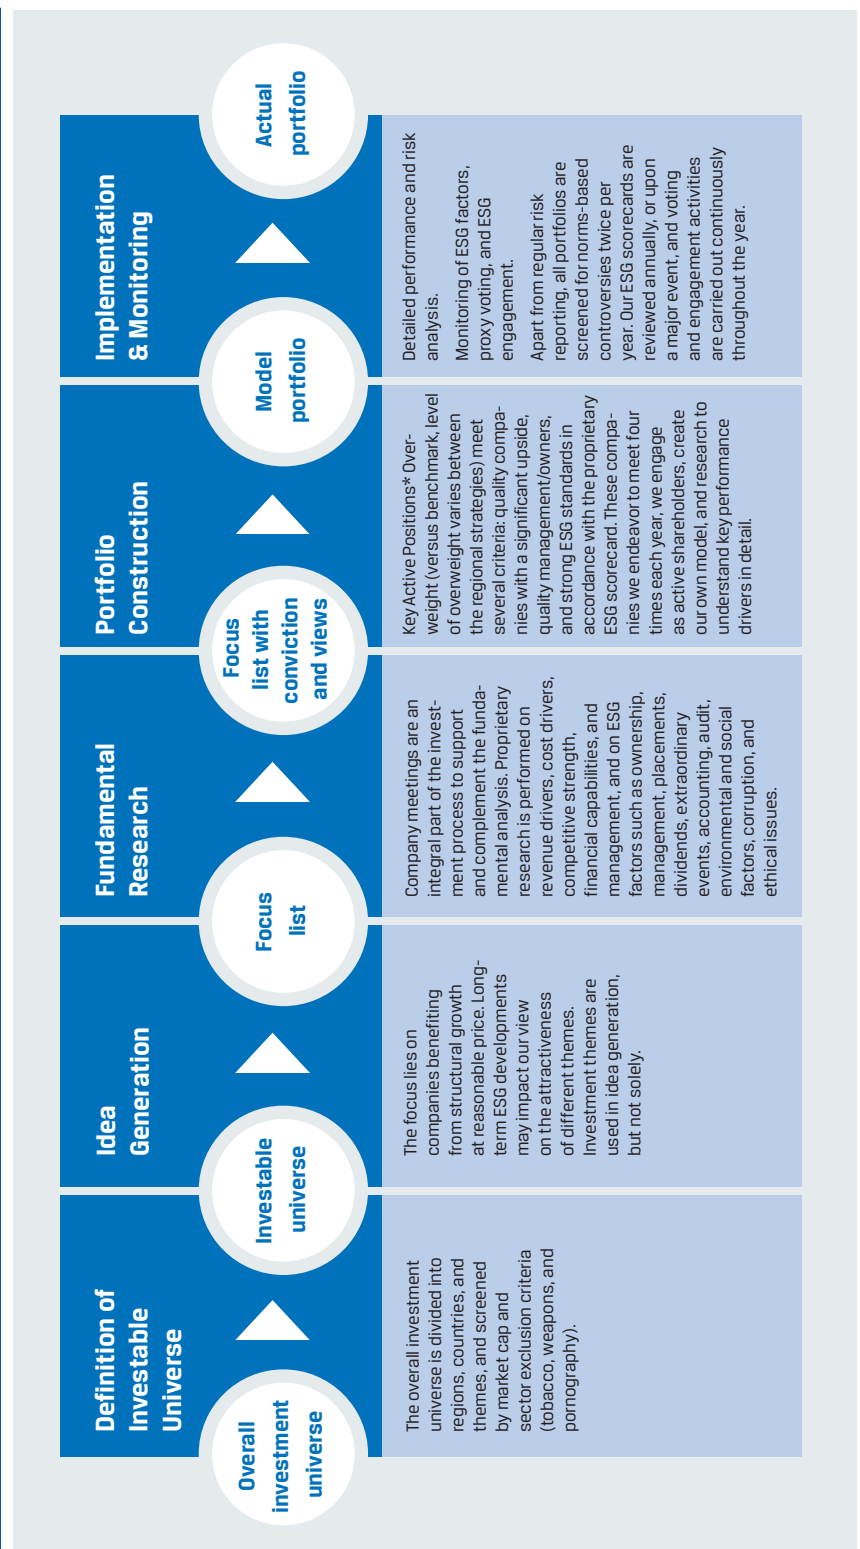 Definition of
Investable
Universe
Overall
investment
universe
The overall investment
universe is divided into
regions, countries, and
themes, and screened
by market cap and
sector exclusion criteria
(tobacco, weapons, and
pornography).
Idea
Generation
Investable
universe
The focus lies on
companies benefiting
from structural growth
at reasonable price. Long-
term ESG developments
may impact our view
on the attractiveness
of different themes.
Investment themes are
used in idea generation,
but not solely.
Fundamental
Research
Focus
list
Company meetings are an
integral part of the invest-
ment process to support
and complement the funda-
mental analysis. Proprietary
research is performed on
revenue drivers, cost drivers,
competitive strength,
financial capabilities, and
management, and on ESG
factors such as ownership,
management, placements,
dividends, extraordinary
events, accounting, audit,
environmental and social
factors, corruption, and
ethical issues.
Portfolio
Construction
Focus
list with
conviction
and views
Key Active Positions* Over-
weight (versus benchmark, level
of overweight varies between
the regional strategies) meet
several criteria: quality compa-
nies with a significant upside,
quality management/owners,
and strong ESG standards in
accordance with the proprietary
ESG scorecard. These compa-
nies we endeavor to meet four
times each year, we engage
as active shareholders, create
our own model, and research to
understand key performance
drivers in detail.
Implementation
& Monitoring
Model
portfolio
Actual
portfolio
Detailed performance and risk
analysis.
Monitoring of ESG factors,
proxy voting, and ESG
engagement.
Apart from regular risk
reporting, all portfolios are
screened for norms-based
controversies twice per
year. Our ESG scorecards are
reviewed annually, or upon
a major event, and voting
and engagement activities
are carried out continuously
throughout the year.